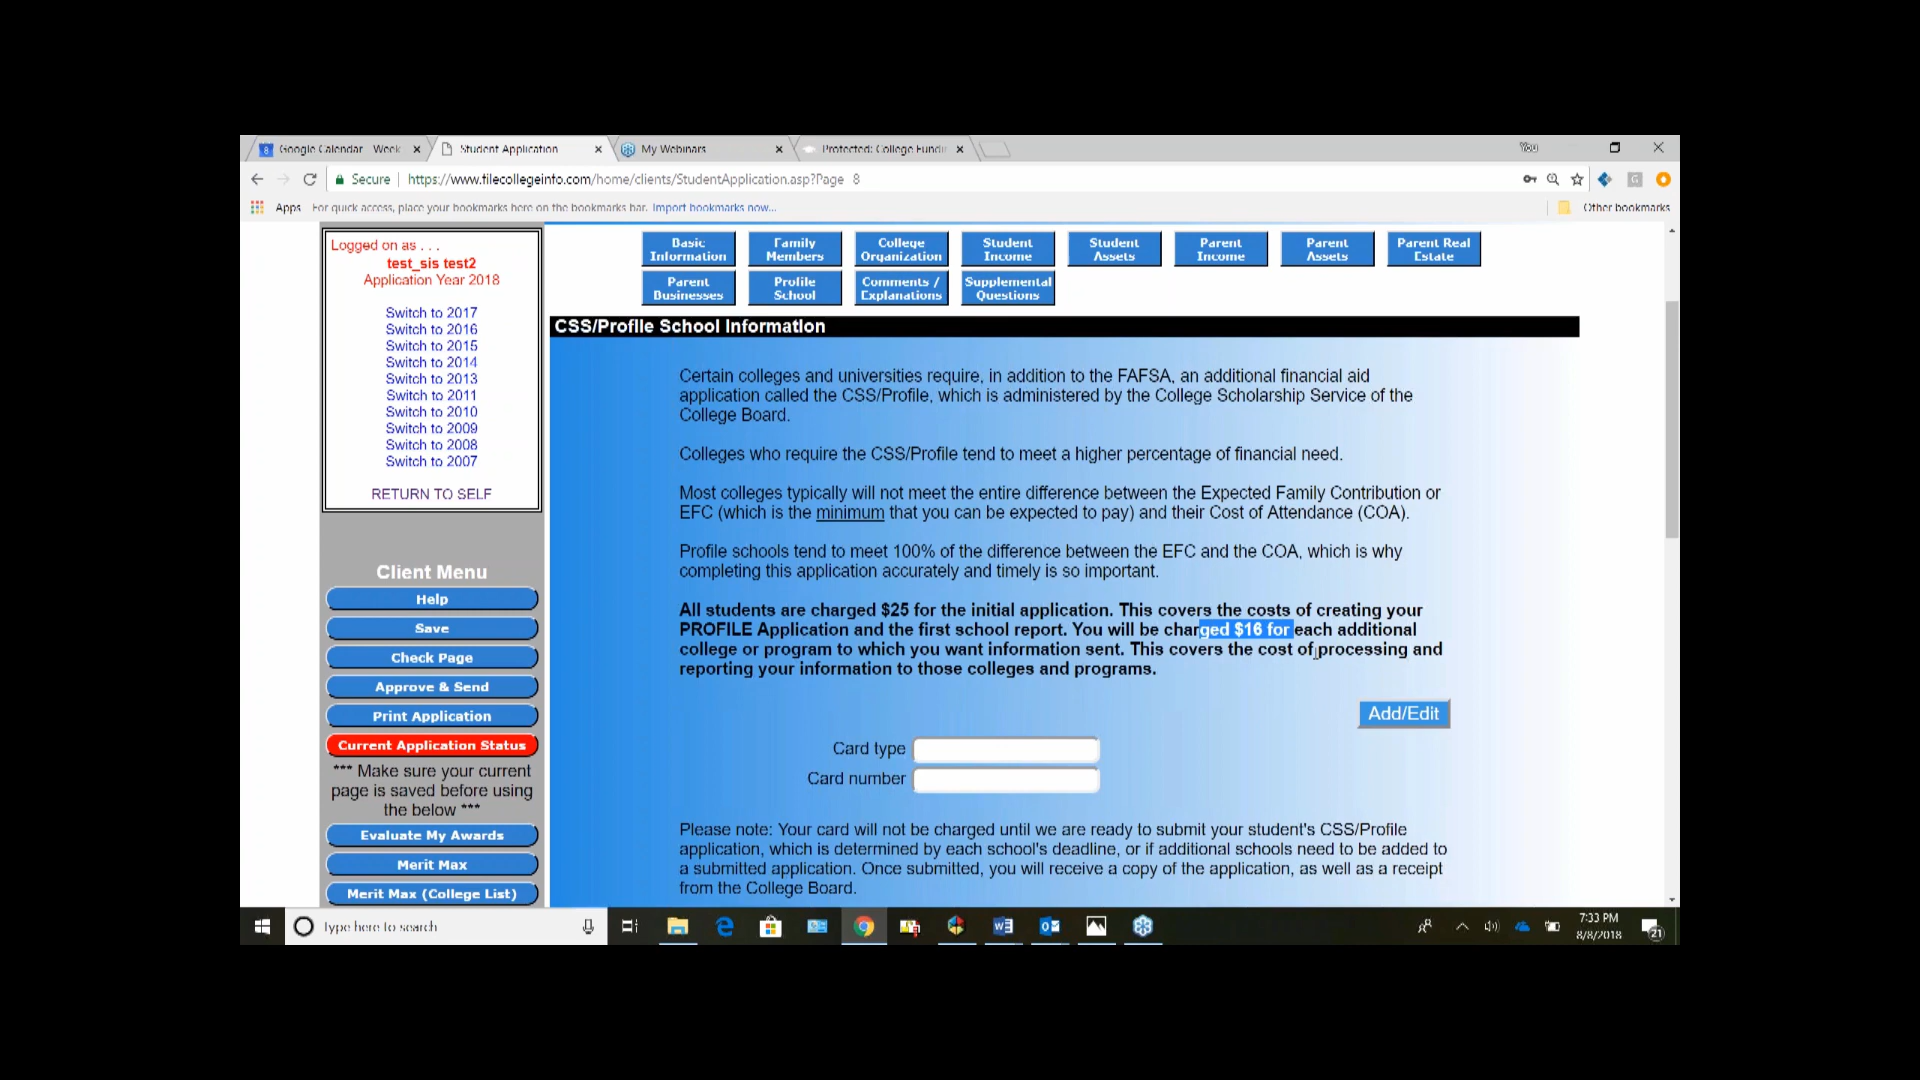 Google Calendar Week
Student Application
My Webinars
Protected: College Fundi
You
Secure
https://www.filecollegeinfo.com/home/clients/StudentApplication.asp?Page 8
Apps
For quick access, place your bookmarks here on the bookmarks bar. Import bookmarks now...
Other bookmarks
Logged on as . . .
test_sis test2
Application Year 2018
Switch to 2017
Switch to 2016
Switch to 2015
Switch to 2014
Switch to 2013
Switch to 2011
Switch to 2010
Switch to 2009
Switch to 2008
Switch to 2007
RETURN TO SELF
Client Menu
Help
Save
Check Page
Approve & Send
Print Application
Current Application Status
*** Make sure your current
page is saved before using
the below ***
Evaluate My Awards
Merit Max
Merit Max (College List)
Basic
Information
Family
Members
College
Organization
Student
Income
Student
Assets
Parent
Income
Parent
Assets
Parent Real
Estate
Parent
Businesses
Profile
School
Comments /
Explanations
Supplemental
Questions
CSS/Profile School Information
Certain colleges and universities require, in addition to the FAFSA, an additional financial aid
application called the CSS/Profile, which is administered by the College Scholarship Service of the
College Board.
Colleges who require the CSS/Profile tend to meet a higher percentage of financial need.
Most colleges typically will not meet the entire difference between the Expected Family Contribution or
EFC (which is the minimum that you can be expected to pay) and their Cost of Attendance (COA).
Profile schools tend to meet 100% of the difference between the EFC and the COA, which is why
completing this application accurately and timely is so important.
All students are charged $25 for the initial application. This covers the costs of creating your
PROFILE Application and the first school report. You will be charged $16 for each additional
college or program to which you want information sent. This covers the cost of processing and
reporting your information to those colleges and programs.
Add/Edit
Card type
Card number
Please note: Your card will not be charged until we are ready to submit your student's CSS/Profile
application, which is determined by each school's deadline, or if additional schools need to be added to
a submitted application. Once submitted, you will receive a copy of the application, as well as a receipt
from the College Board.
Type here to search
7:33 PM
8/8/2018
21